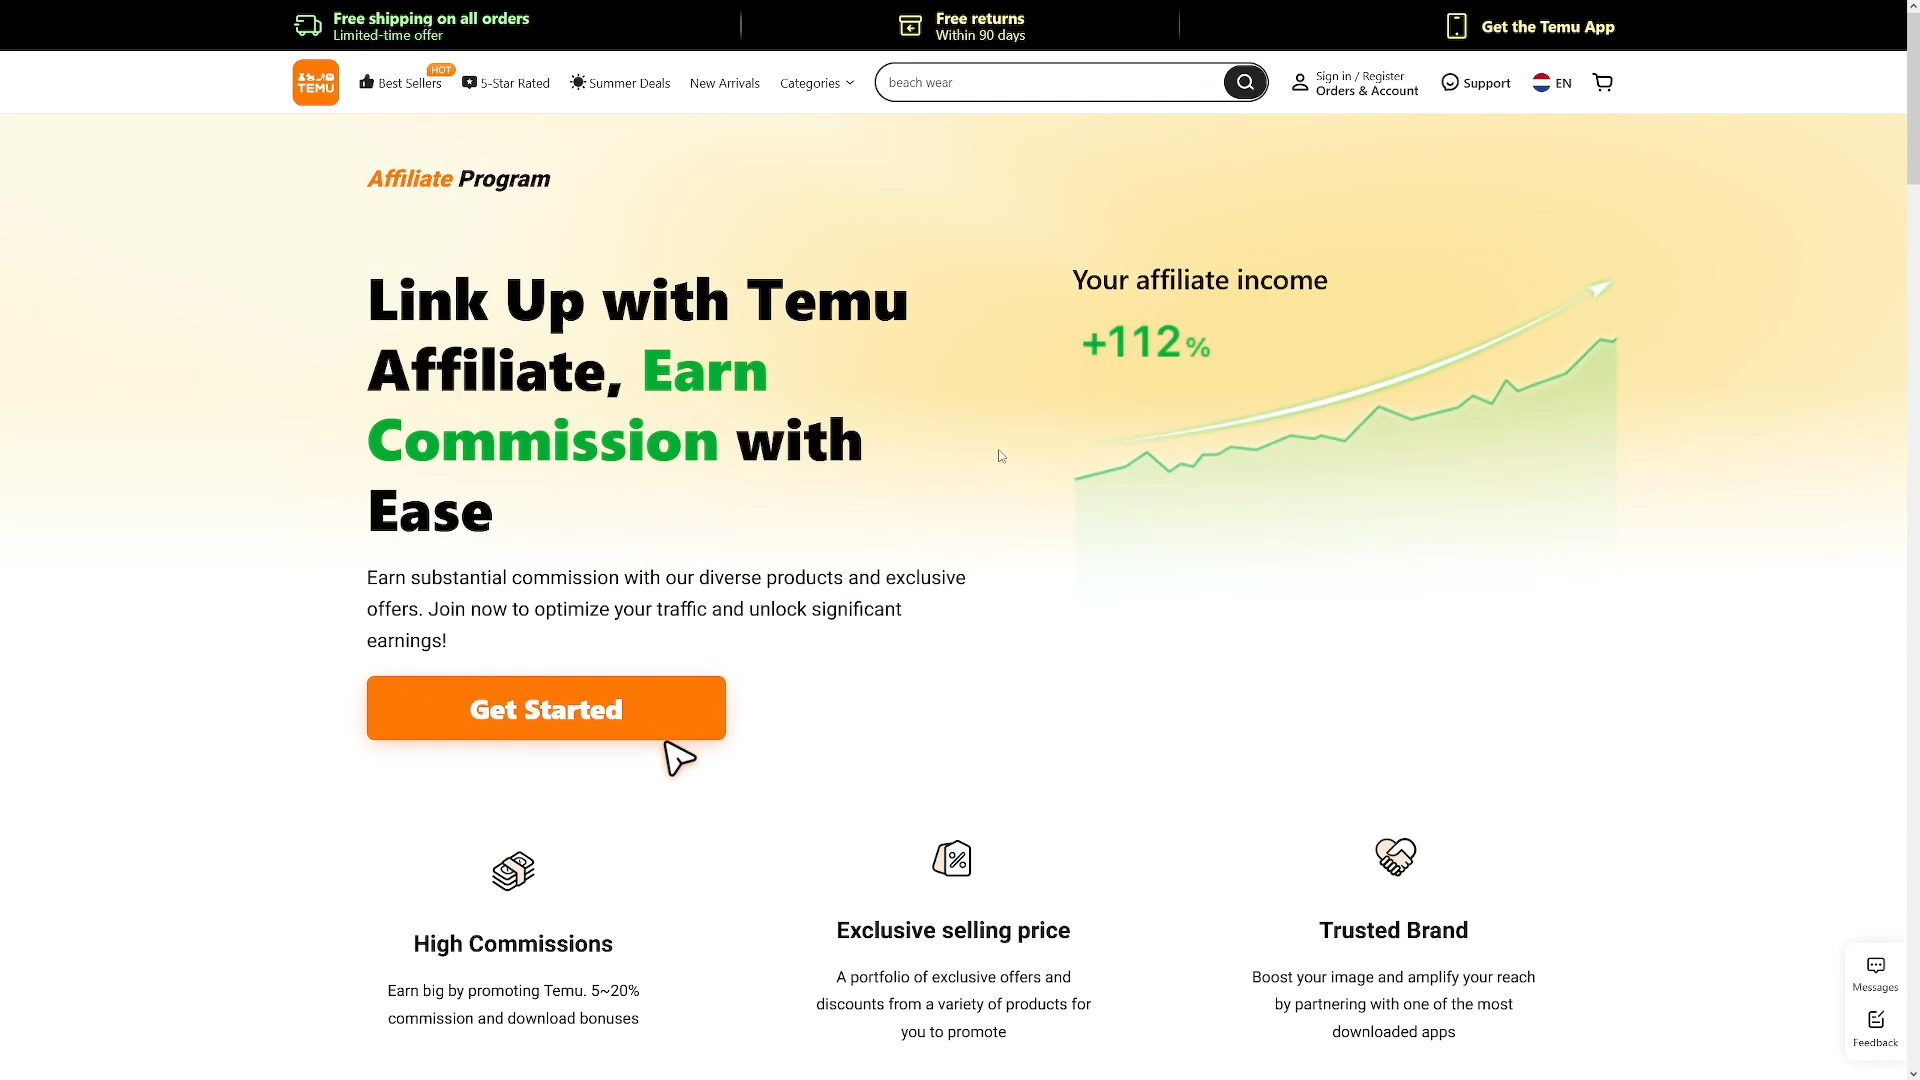 Free shipping on all orders
Limited-time offer
Free returns
Within 90 days
Get the Temu App
TEMU
Best Sellers
HOT
5-Star Rated
Summer Deals
New Arrivals
Categories
beach wear
Sign in / Register
Orders & Account
Support
EN
Affiliate Program
Link Up with Temu
Affiliate, Earn
Commission with
Ease
Your affiliate income
+112%
Earn substantial commission with our diverse products and exclusive
offers. Join now to optimize your traffic and unlock significant
earnings!
Get Started
High Commissions
Earn big by promoting Temu. 5~20%
commission and download bonuses
Exclusive selling price
A portfolio of exclusive offers and
discounts from a variety of products for
you to promote
Trusted Brand
Boost your image and amplify your reach
by partnering with one of the most
downloaded apps
Messages
Feedback